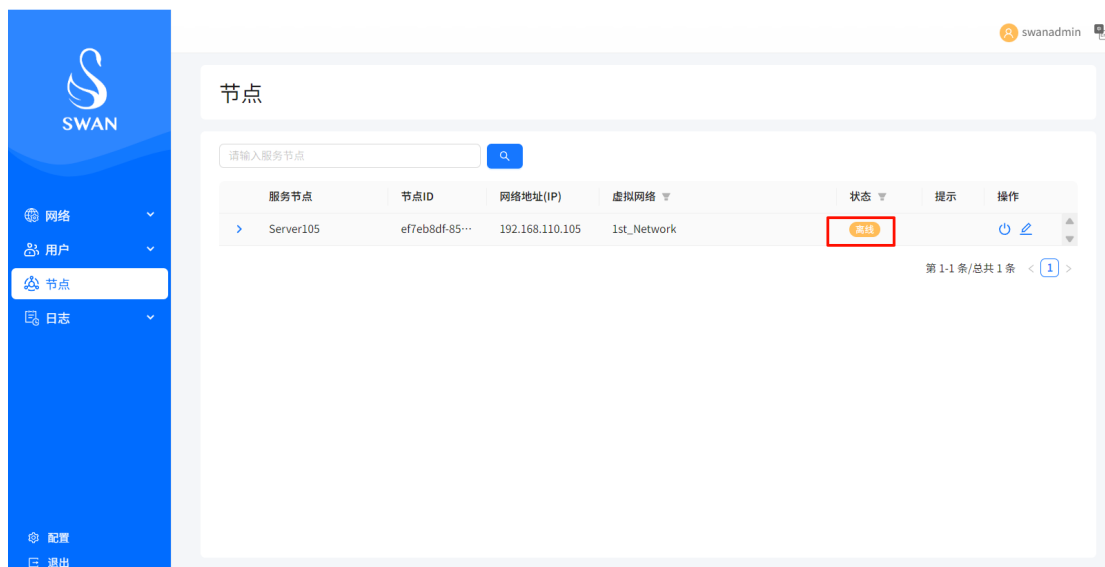 swanadmin
SWAN
节点
请输入服务节点
服务节点 节点ID 网络地址(IP) 虚拟网络 状态 提示 操作
Server105 ef7eb8df-85··· 192.168.110.105 1st_Network 离线
第 1-1 条/总共 1 条 < 1 >
网络
用户
节点
日志
配置
退出